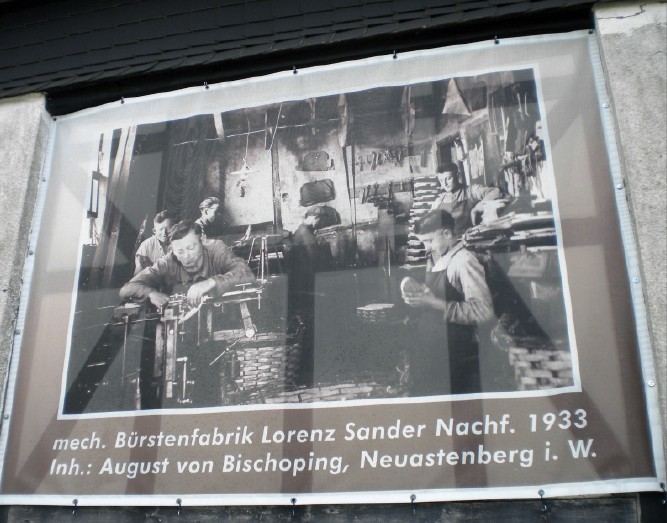 mech. Bürstenfabrik Lorenz Sander Nachf. 1933
Inh.: August von Bischoping, Neuastenberg i. W.